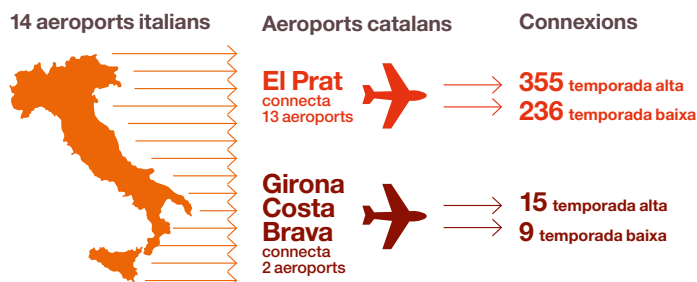 14 aeroports italians
Aeroports catalans
Connexions
El Prat
connecta
13 aeroports
355 temporada alta
236 temporada baixa
Girona
Costa
Brava
connecta
2 aeroports
15 temporada alta
9 temporada baixa